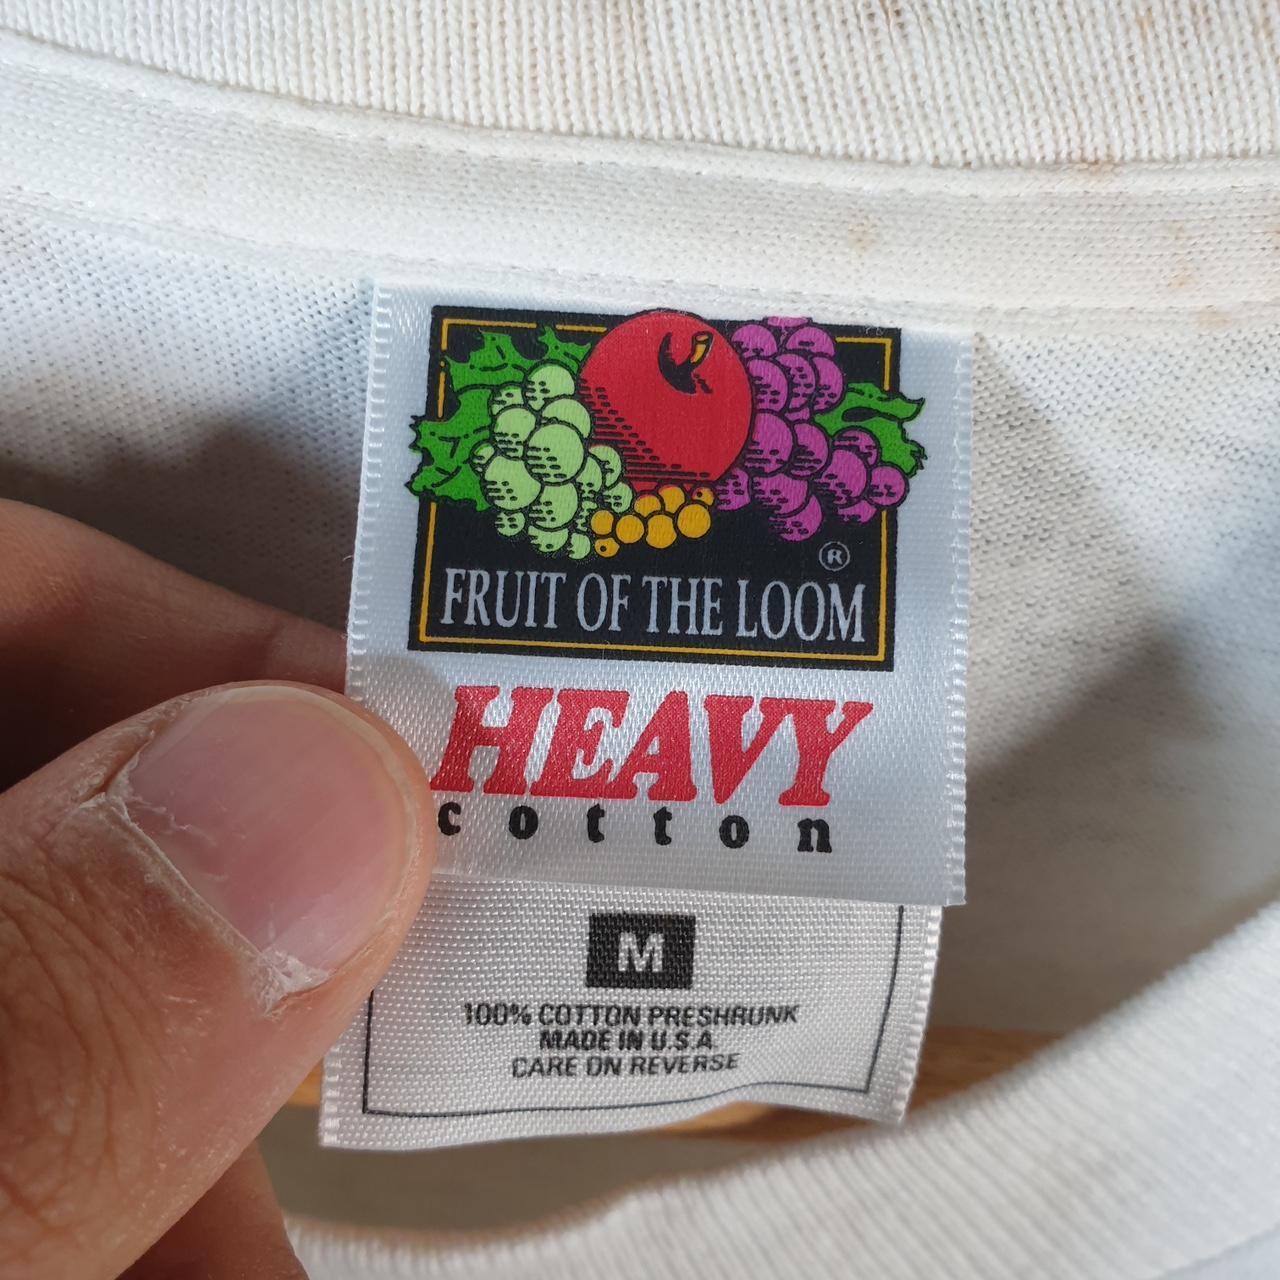 ®
FRUIT OF THE LOOM
HEAVY
cotton
M
100% COTTON PRESHRUNK
MADE IN U.S.A.
CARE ON REVERSE